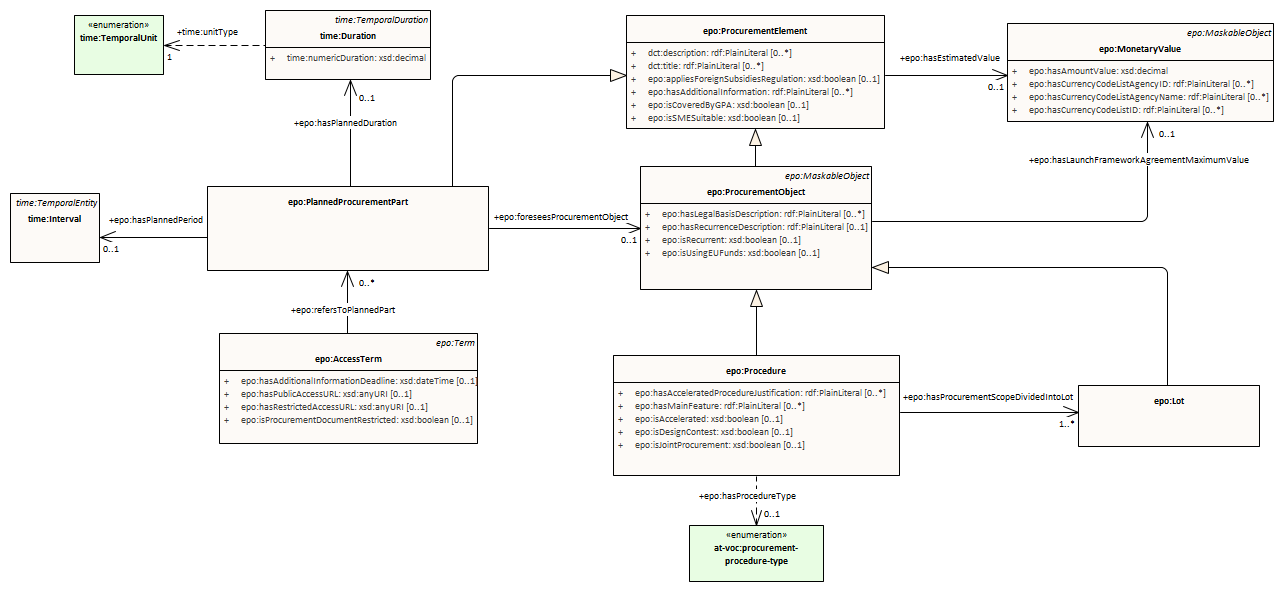 «enumeration»
time:TemporalUnit
+time:unitType
1
time:TemporalDuration
time:Duration
+ time:numericDuration: xsd:decimal
0..1
+epo:hasPlannedDuration
epo:ProcurementElement
+ dct:description: rdf:PlainLiteral [0..*]
+ dct:title: rdf:PlainLiteral [0..*]
+ epo:appliesForeignSubsidiesRegulation: xsd:boolean [0..1]
+ epo:hasAdditionalInformation: rdf:PlainLiteral [0..*]
+ epo:isCoveredByGPA: xsd:boolean [0..1]
+ epo:isSMESuitable: xsd:boolean [0..1]
+epo:hasEstimatedValue
0..1
epo:MaskableObject
epo:MonetaryValue
+ epo:hasAmountValue: xsd:decimal
+ epo:hasCurrencyCodeListAgencyID: rdf:PlainLiteral [0..*]
+ epo:hasCurrencyCodeListAgencyName: rdf:PlainLiteral [0..*]
+ epo:hasCurrencyCodeListID: rdf:PlainLiteral [0..*]
0..1
+epo:hasLaunchFrameworkAgreementMaximumValue
time:TemporalEntity
time:Interval
+epo:hasPlannedPeriod
0..1
epo:PlannedProcurementPart
+epo:foreseesProcurementObject
0..1
epo:MaskableObject
epo:ProcurementObject
+ epo:hasLegalBasisDescription: rdf:PlainLiteral [0..*]
+ epo:hasRecurrenceDescription: rdf:PlainLiteral [0..1]
+ epo:isRecurrent: xsd:boolean [0..1]
+ epo:isUsingEUFunds: xsd:boolean [0..1]
0..*
+epo:refersToPlannedPart
epo:Term
epo:AccessTerm
+ epo:hasAdditionalInformationDeadline: xsd:dateTime [0..1]
+ epo:hasPublicAccessURL: xsd:anyURI [0..1]
+ epo:hasRestrictedAccessURL: xsd:anyURI [0..1]
+ epo:isProcurementDocumentRestricted: xsd:boolean [0..1]
epo:Procedure
+ epo:hasAcceleratedProcedureJustification: rdf:PlainLiteral [0..*]
+ epo:hasMainFeature: rdf:PlainLiteral [0..*]
+ epo:isAccelerated: xsd:boolean [0..1]
+ epo:isDesignContest: xsd:boolean [0..1]
+ epo:isJointProcurement: xsd:boolean [0..1]
+epo:hasProcurementScopeDividedIntoLot
1..*
epo:Lot
+epo:hasProcedureType
0..1
«enumeration»
at-voc:procurement-
procedure-type